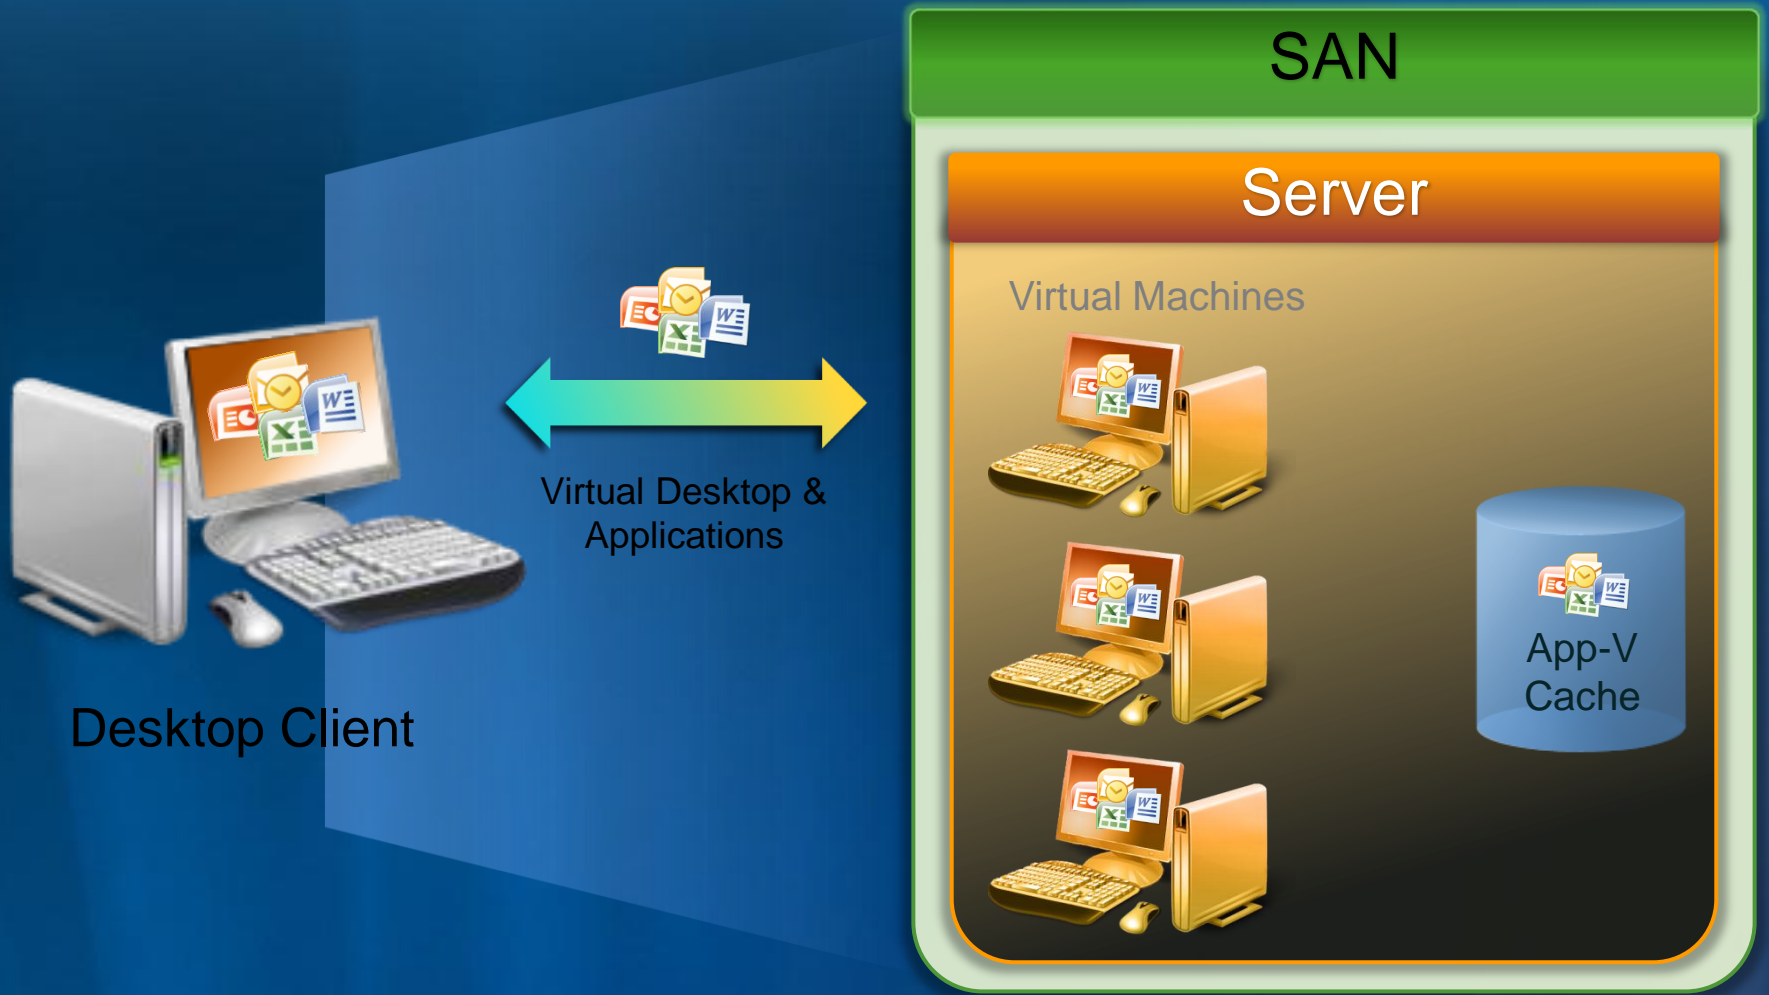 SAN
Server
Virtual Machines
Virtual Desktop &
Applications
App-V
Cache
Desktop Client